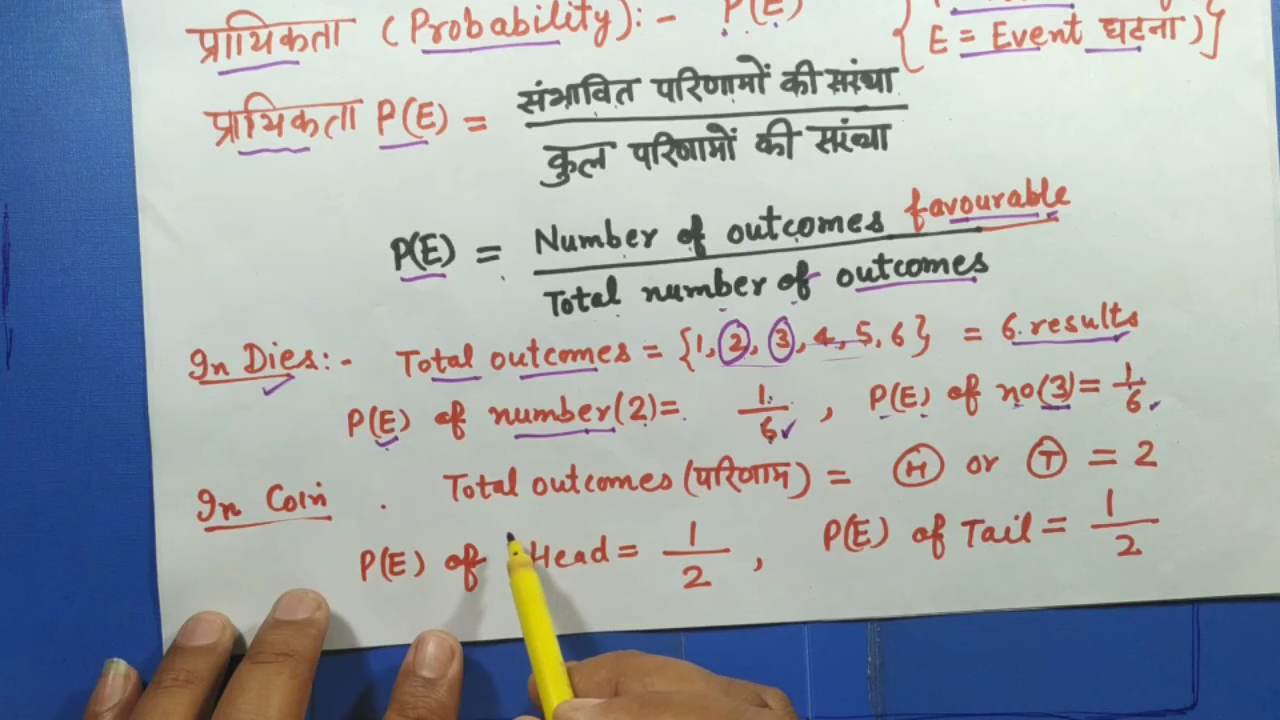 प्रायिकता (Probability):- P(E)
E = Event घटना)}
प्रायिकता P(E) = संभावित परिणामों की संख्या
कुल परिणामों की संख्या
P(E) = Number of outcomes favourable
Total number of outcomes
In Dies:- Total outcomes = {1, 2, 3, 4, 5, 6} = 6 results
P(E) of number(2)= 1/6 , P(E) of no(3)= 1/6
In Coin . Total outcomes (परिणाम) = H or T = 2
P(E) of Head = 1/2 , P(E) of Tail = 1/2